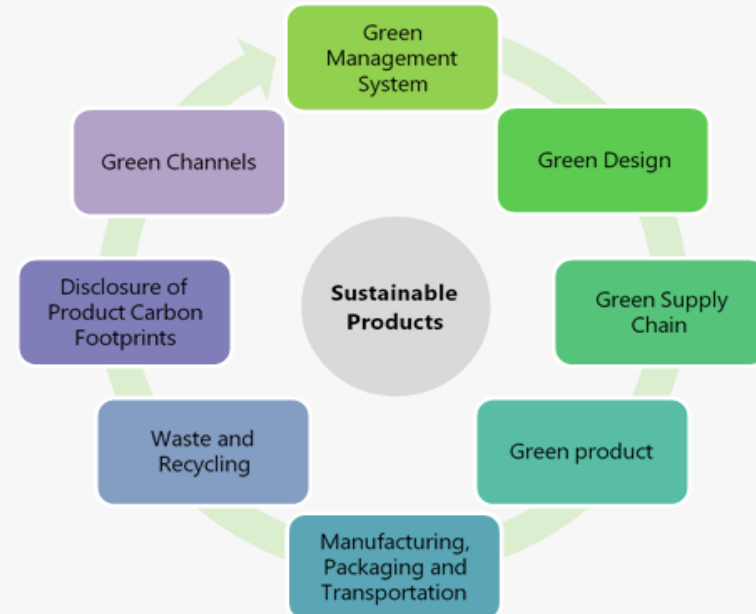 Green
Management
System
Green Design
Green Supply
Chain
Green product
Manufacturing,
Packaging and
Transportation
Waste and
Recycling
Disclosure of
Product Carbon
Footprints
Green Channels
Sustainable
Products